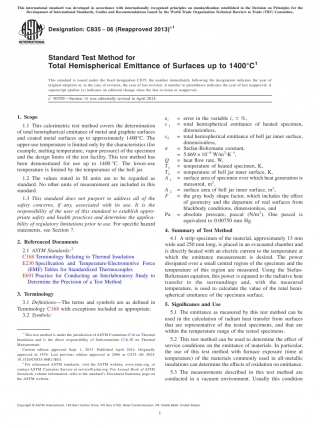 This international standard was developed in accordance with internationally recognized principles on standardization established in the Decision on Principles for the
Development of International Standards, Guides and Recommendations issued by the World Trade Organization Technical Barriers to Trade (TBT) Committee.
Designation: C835 − 06 (Reapproved 2013)ε1
Standard Test Method for
Total Hemispherical Emittance of Surfaces up to 1400°C1
This standard is issued under the fixed designation C835; the number immediately following the designation indicates the year of
original adoption or, in the case of revision, the year of last revision. A number in parentheses indicates the year of last reapproval. A
superscript epsilon (ε) indicates an editorial change since the last revision or reapproval.
ε1 NOTE—Section 16 was editorially revised in April 2014.
1. Scope
1.1 This calorimetric test method covers the determination
of total hemispherical emittance of metal and graphite surfaces
and coated metal surfaces up to approximately 1400°C. The
upper-use temperature is limited only by the characteristics (for
example, melting temperature, vapor pressure) of the specimen
and the design limits of the test facility. This test method has
been demonstrated for use up to 1400°C. The lower-use
temperature is limited by the temperature of the bell jar.
1.2 The values stated in SI units are to be regarded as
standard. No other units of measurement are included in this
standard.
1.3 This standard does not purport to address all of the
safety concerns, if any, associated with its use. It is the
responsibility of the user of this standard to establish appro-
priate safety and health practices and determine the applica-
bility of regulatory limitations prior to use. For specific hazard
statements, see Section 7.
2. Referenced Documents
2.1 ASTM Standards:2
C168 Terminology Relating to Thermal Insulation
E230 Specification and Temperature-Electromotive Force
(EMF) Tables for Standardized Thermocouples
E691 Practice for Conducting an Interlaboratory Study to
Determine the Precision of a Test Method
3. Terminology
3.1 Definitions—The terms and symbols are as defined in
Terminology C168 with exceptions included as appropriate.
3.2 Symbols:
1 This test method is under the jurisdiction of ASTM Committee C16 on Thermal
Insulation and is the direct responsibility of Subcommittee C16.30 on Thermal
Measurement.
Current edition approved Sept. 1, 2013. Published April 2014. Originally
approved in 1976. Last previous edition approved in 2006 as C835–06. DOI:
10.1520/C0835-06R13E01.
2 For referenced ASTM standards, visit the ASTM website, www.astm.org, or
contact ASTM Customer Service at service@astm.org. For Annual Book of ASTM
Standards volume information, refer to the standard's Document Summary page on
the ASTM website.
= error in the variable i, ± %,
= total hemispherical emittance of heated specimen,
dimensionless,
= total hemispherical emittance of bell jar inner surface,
dimensionless,
σ = Stefan-Boltzmann constant,
= 5.669 × 10−8 W/m2·K4,
Q = heat flow rate, W,
T1 = temperature of heated specimen, K,
T2 = temperature of bell jar inner surface, K,
A1 = surface area of specimen over which heat generation is
measured, m2,
A2 = surface area of bell jar inner surface, m2,
= the gray body shape factor, which includes the effect
of geometry and the departure of real surfaces from
blackbody conditions, dimensionless, and
Pa = absolute pressure, pascal (N/m2). One pascal is
equivalent to 0.00750 mm Hg.
4. Summary of Test Method
4.1 A strip specimen of the material, approximately 13 mm
wide and 250 mm long, is placed in an evacuated chamber and
is directly heated with an electric current to the temperature at
which the emittance measurement is desired. The power
dissipated over a small central region of the specimen and the
temperature of this region are measured. Using the Stefan-
Boltzmann equation, this power is equated to the radiative heat
transfer to the surroundings and, with the measured
temperature, is used to calculate the value of the total hemi-
spherical emittance of the specimen surface.
5. Significance and Use
5.1 The emittance as measured by this test method can be
used in the calculation of radiant heat transfer from surfaces
that are representative of the tested specimens, and that are
within the temperature range of the tested specimens.
5.2 This test method can be used to determine the effect of
service conditions on the emittance of materials. In particular,
the use of this test method with furnace exposure (time at
temperature) of the materials commonly used in all-metallic
insulations can determine the effects of oxidation on emittance.
5.3 The measurements described in this test method are
conducted in a vacuum environment. Usually this condition
Copyright © ASTM International, 100 Barr Harbor Drive, PO Box C700, West Conshohocken, PA 19428-2959. United States
1